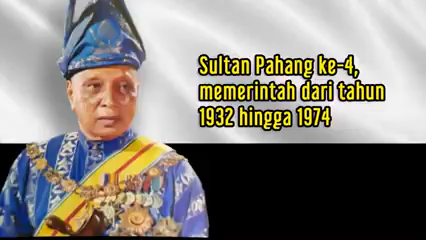 Sultan Pahang ke-4,
memerintah dari tahun
1932 hingga 1974